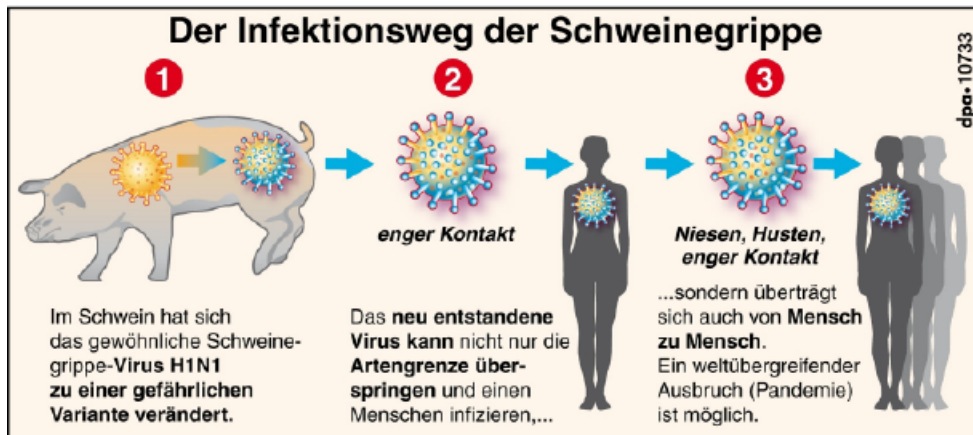 Der Infektionsweg der Schweinegrippe
dpa•10733
1
2
3
enger Kontakt
Niesen, Husten,
enger Kontakt
Im Schwein hat sich
das gewöhnliche Schweine-
grippe-Virus H1N1
zu einer gefährlichen
Variante verändert.
Das neu entstandene
Virus kann nicht nur die
Artengrenze über-
springen und einen
Menschen infizieren,...
...sondern überträgt
sich auch von Mensch
zu Mensch.
Ein weltübergreifender
Ausbruch (Pandemie)
ist möglich.